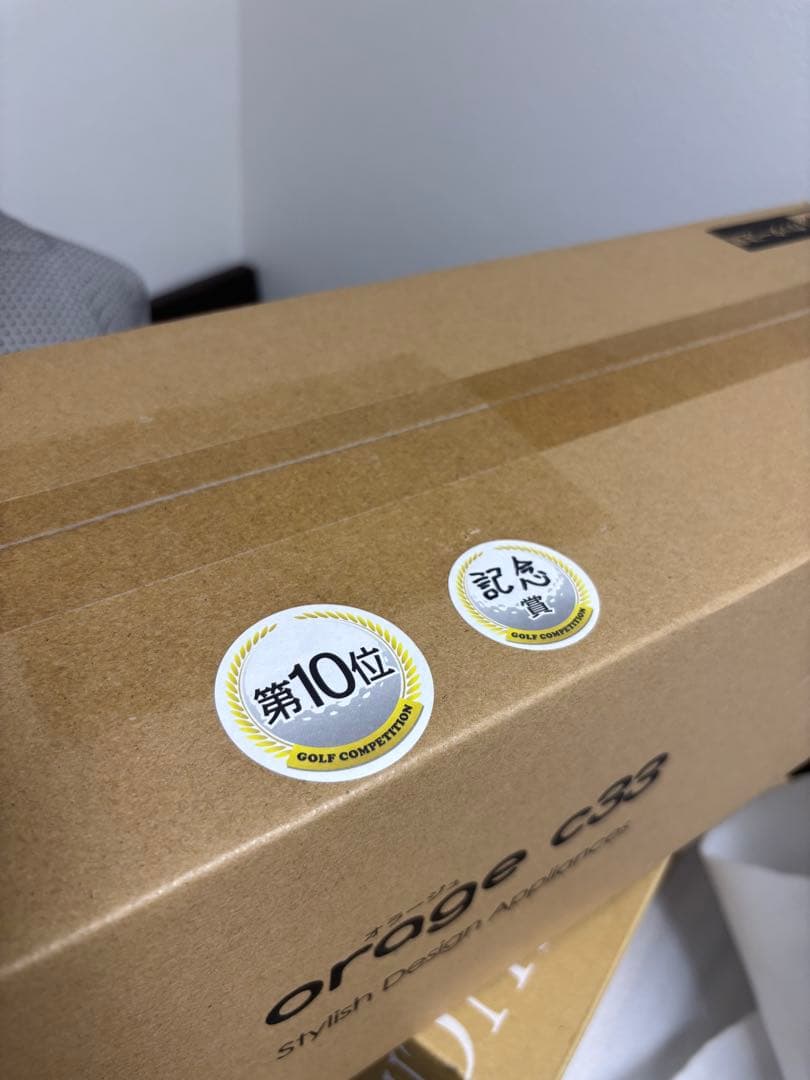 第10位
GOLF COMPETITION
記念
賞
GOLF COMPETITION
オラージュ
orage c33
Stylish Design Appliances